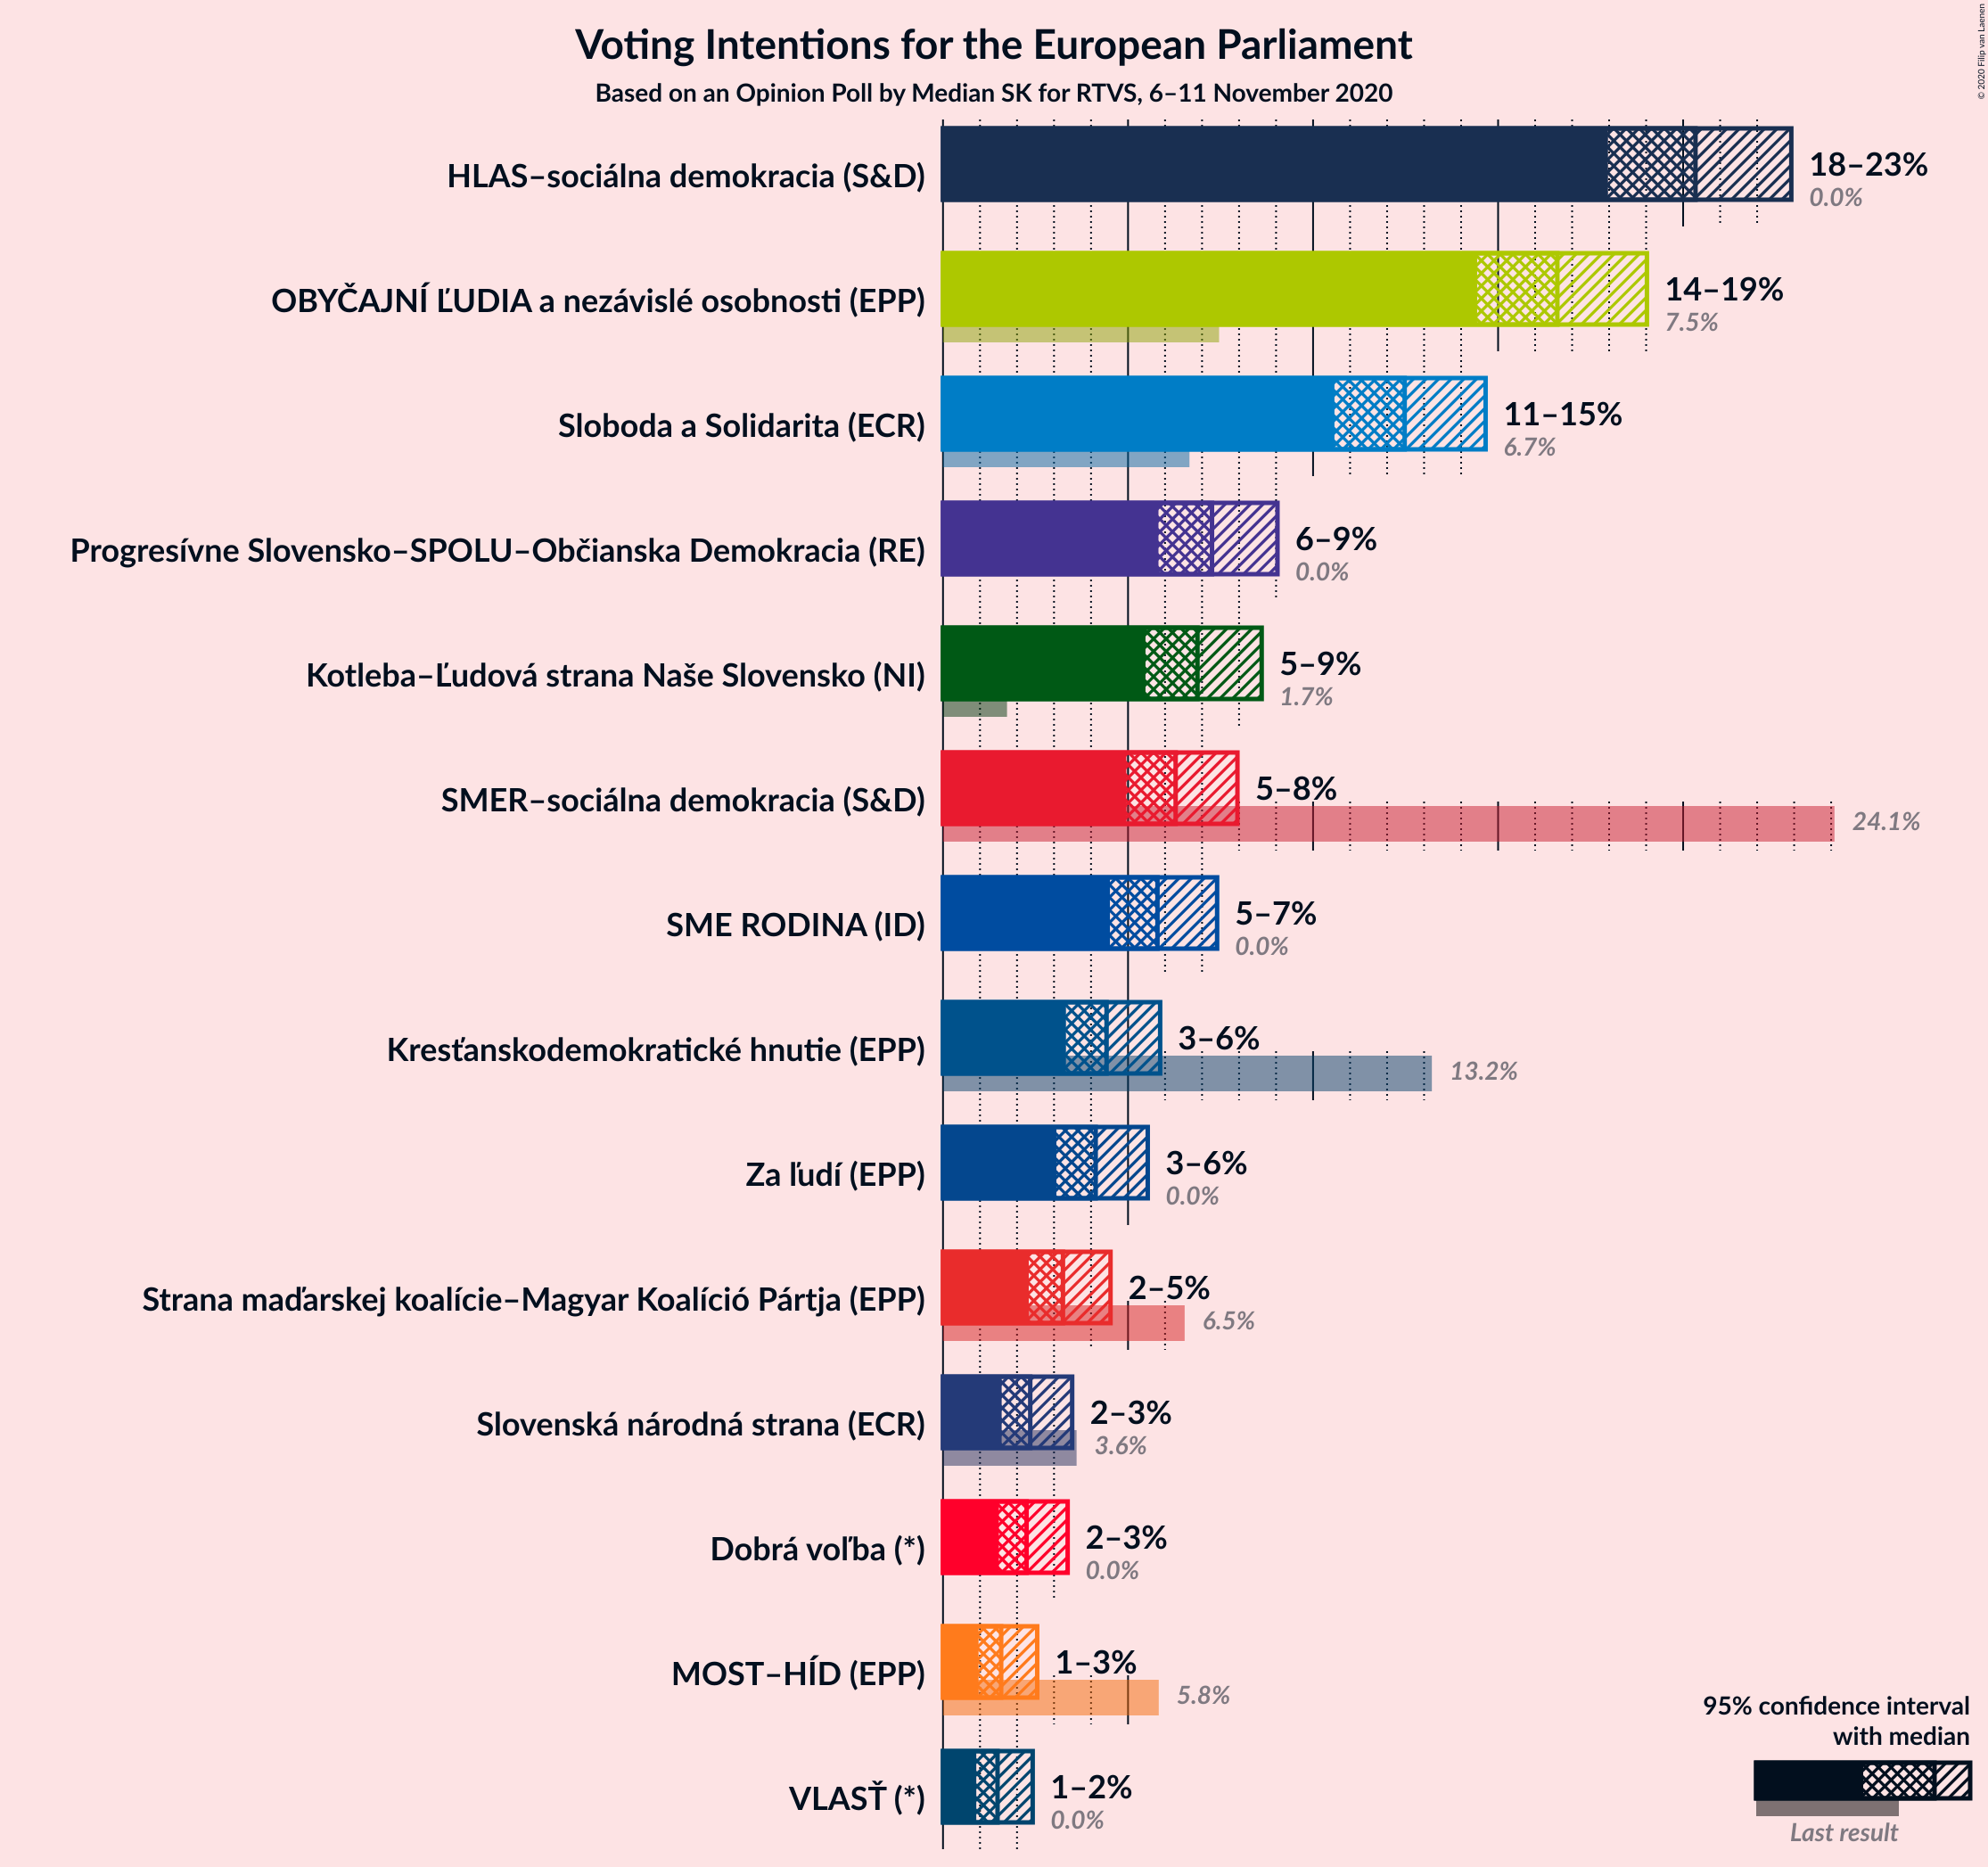 © 2020 Filip van Laenen
Voting Intentions for the European Parliament
Based on an Opinion Poll by Median SK for RTVS, 6–11 November 2020
HLAS–sociálna demokracia (S&D)
18–23%
0.0%
OBYČAJNÍ ĽUDIA a nezávislé osobnosti (EPP)
14–19%
7.5%
Sloboda a Solidarita (ECR)
11–15%
6.7%
Progresívne Slovensko–SPOLU–Občianska Demokracia (RE)
6–9%
0.0%
Kotleba–Ľudová strana Naše Slovensko (NI)
5–9%
1.7%
SMER–sociálna demokracia (S&D)
5–8%
24.1%
SME RODINA (ID)
5–7%
0.0%
Kresťanskodemokratické hnutie (EPP)
3–6%
13.2%
Za ľudí (EPP)
3–6%
0.0%
Strana maďarskej koalície–Magyar Koalíció Pártja (EPP)
2–5%
6.5%
Slovenská národná strana (ECR)
2–3%
3.6%
Dobrá voľba (*)
2–3%
0.0%
MOST–HÍD (EPP)
1–3%
5.8%
VLASŤ (*)
1–2%
0.0%
95% confidence interval
with median
Last result